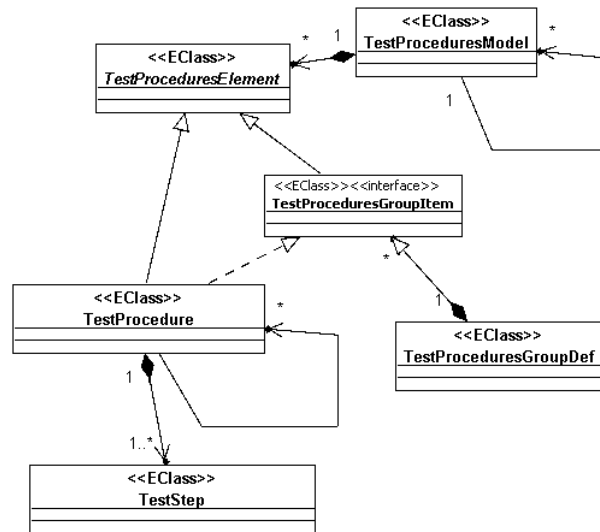 <<EClass>>
TestProceduresModel
*
1
*
1
<<EClass>>
TestProceduresElement
<<EClass>><<interface>>
TestProceduresGroupItem
*
1
<<EClass>>
TestProcedure
*
<<EClass>>
TestProceduresGroupDef
1
1..*
<<EClass>>
TestStep